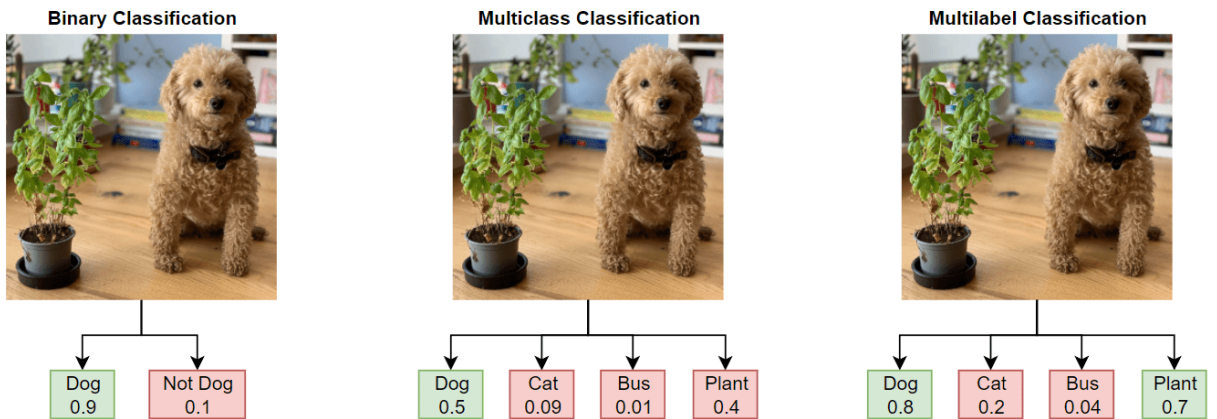 Binary Classification
Multiclass Classification
Multilabel Classification
Dog
0.9
Not Dog
0.1
Dog
0.5
Cat
0.09
Bus
0.01
Plant
0.4
Dog
0.8
Cat
0.2
Bus
0.04
Plant
0.7